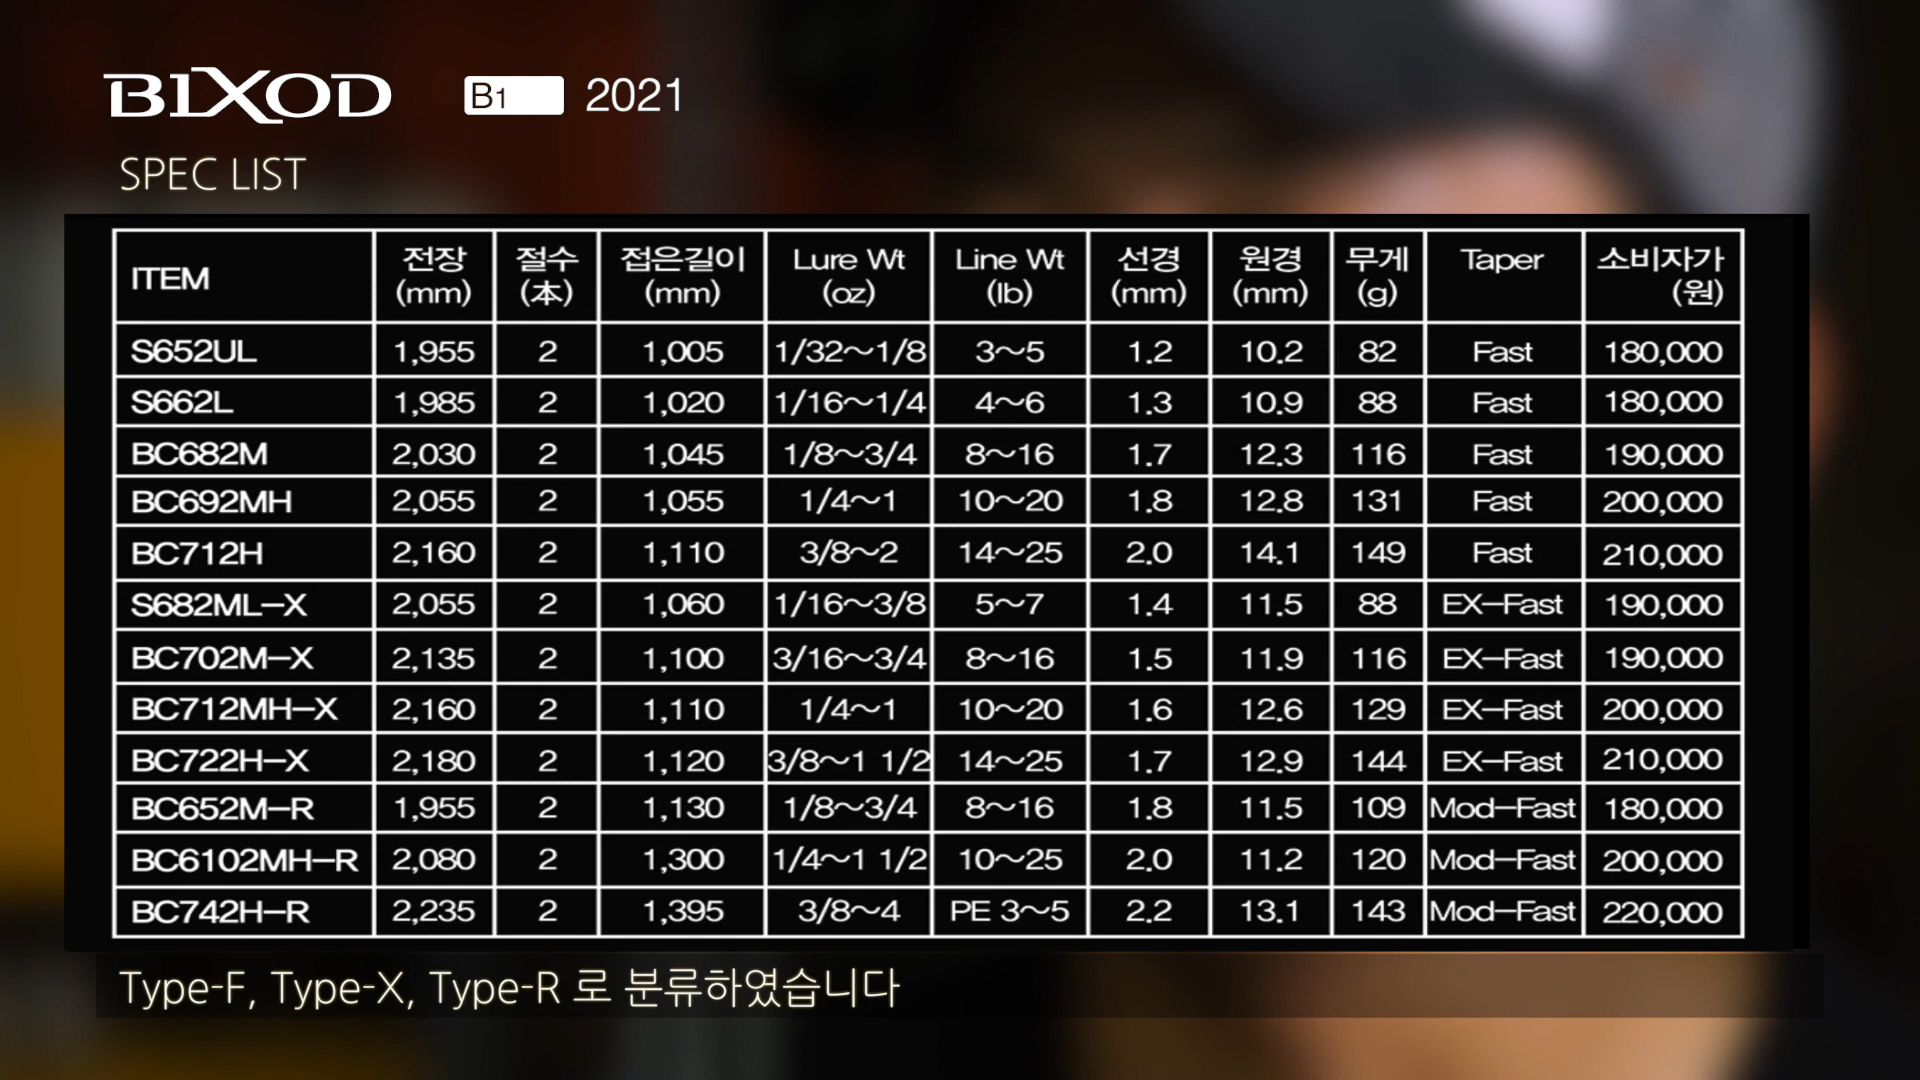 BIXOD B1 2021
SPEC LIST
ITEM 전장 (mm) 절수 (本) 접은길이 (mm) Lure Wt (oz) Line Wt (lb) 선경 (mm) 원경 (mm) 무게 (g) Taper 소비자가 (원)
S652UL 1,955 2 1,005 1/32~1/8 3~5 1.2 10.2 82 Fast 180,000
S662L 1,985 2 1,020 1/16~1/4 4~6 1.3 10.9 88 Fast 180,000
BC682M 2,030 2 1,045 1/8~3/4 8~16 1.7 12.3 116 Fast 190,000
BC692MH 2,055 2 1,055 1/4~1 10~20 1.8 12.8 131 Fast 200,000
BC712H 2,160 2 1,110 3/8~2 14~25 2.0 14.1 149 Fast 210,000
S682ML-X 2,055 2 1,060 1/16~3/8 5~7 1.4 11.5 88 EX-Fast 190,000
BC702M-X 2,135 2 1,100 3/16~3/4 8~16 1.5 11.9 116 EX-Fast 190,000
BC712MH-X 2,160 2 1,110 1/4~1 10~20 1.6 12.6 129 EX-Fast 200,000
BC722H-X 2,180 2 1,120 3/8~1 1/2 14~25 1.7 12.9 144 EX-Fast 210,000
BC652M-R 1,955 2 1,130 1/8~3/4 8~16 1.8 11.5 109 Mod-Fast 180,000
BC6102MH-R 2,080 2 1,300 1/4~1 1/2 10~25 2.0 11.2 120 Mod-Fast 200,000
BC742H-R 2,235 2 1,395 3/8~4 PE 3~5 2.2 13.1 143 Mod-Fast 220,000
Type-F, Type-X, Type-R 로 분류하였습니다